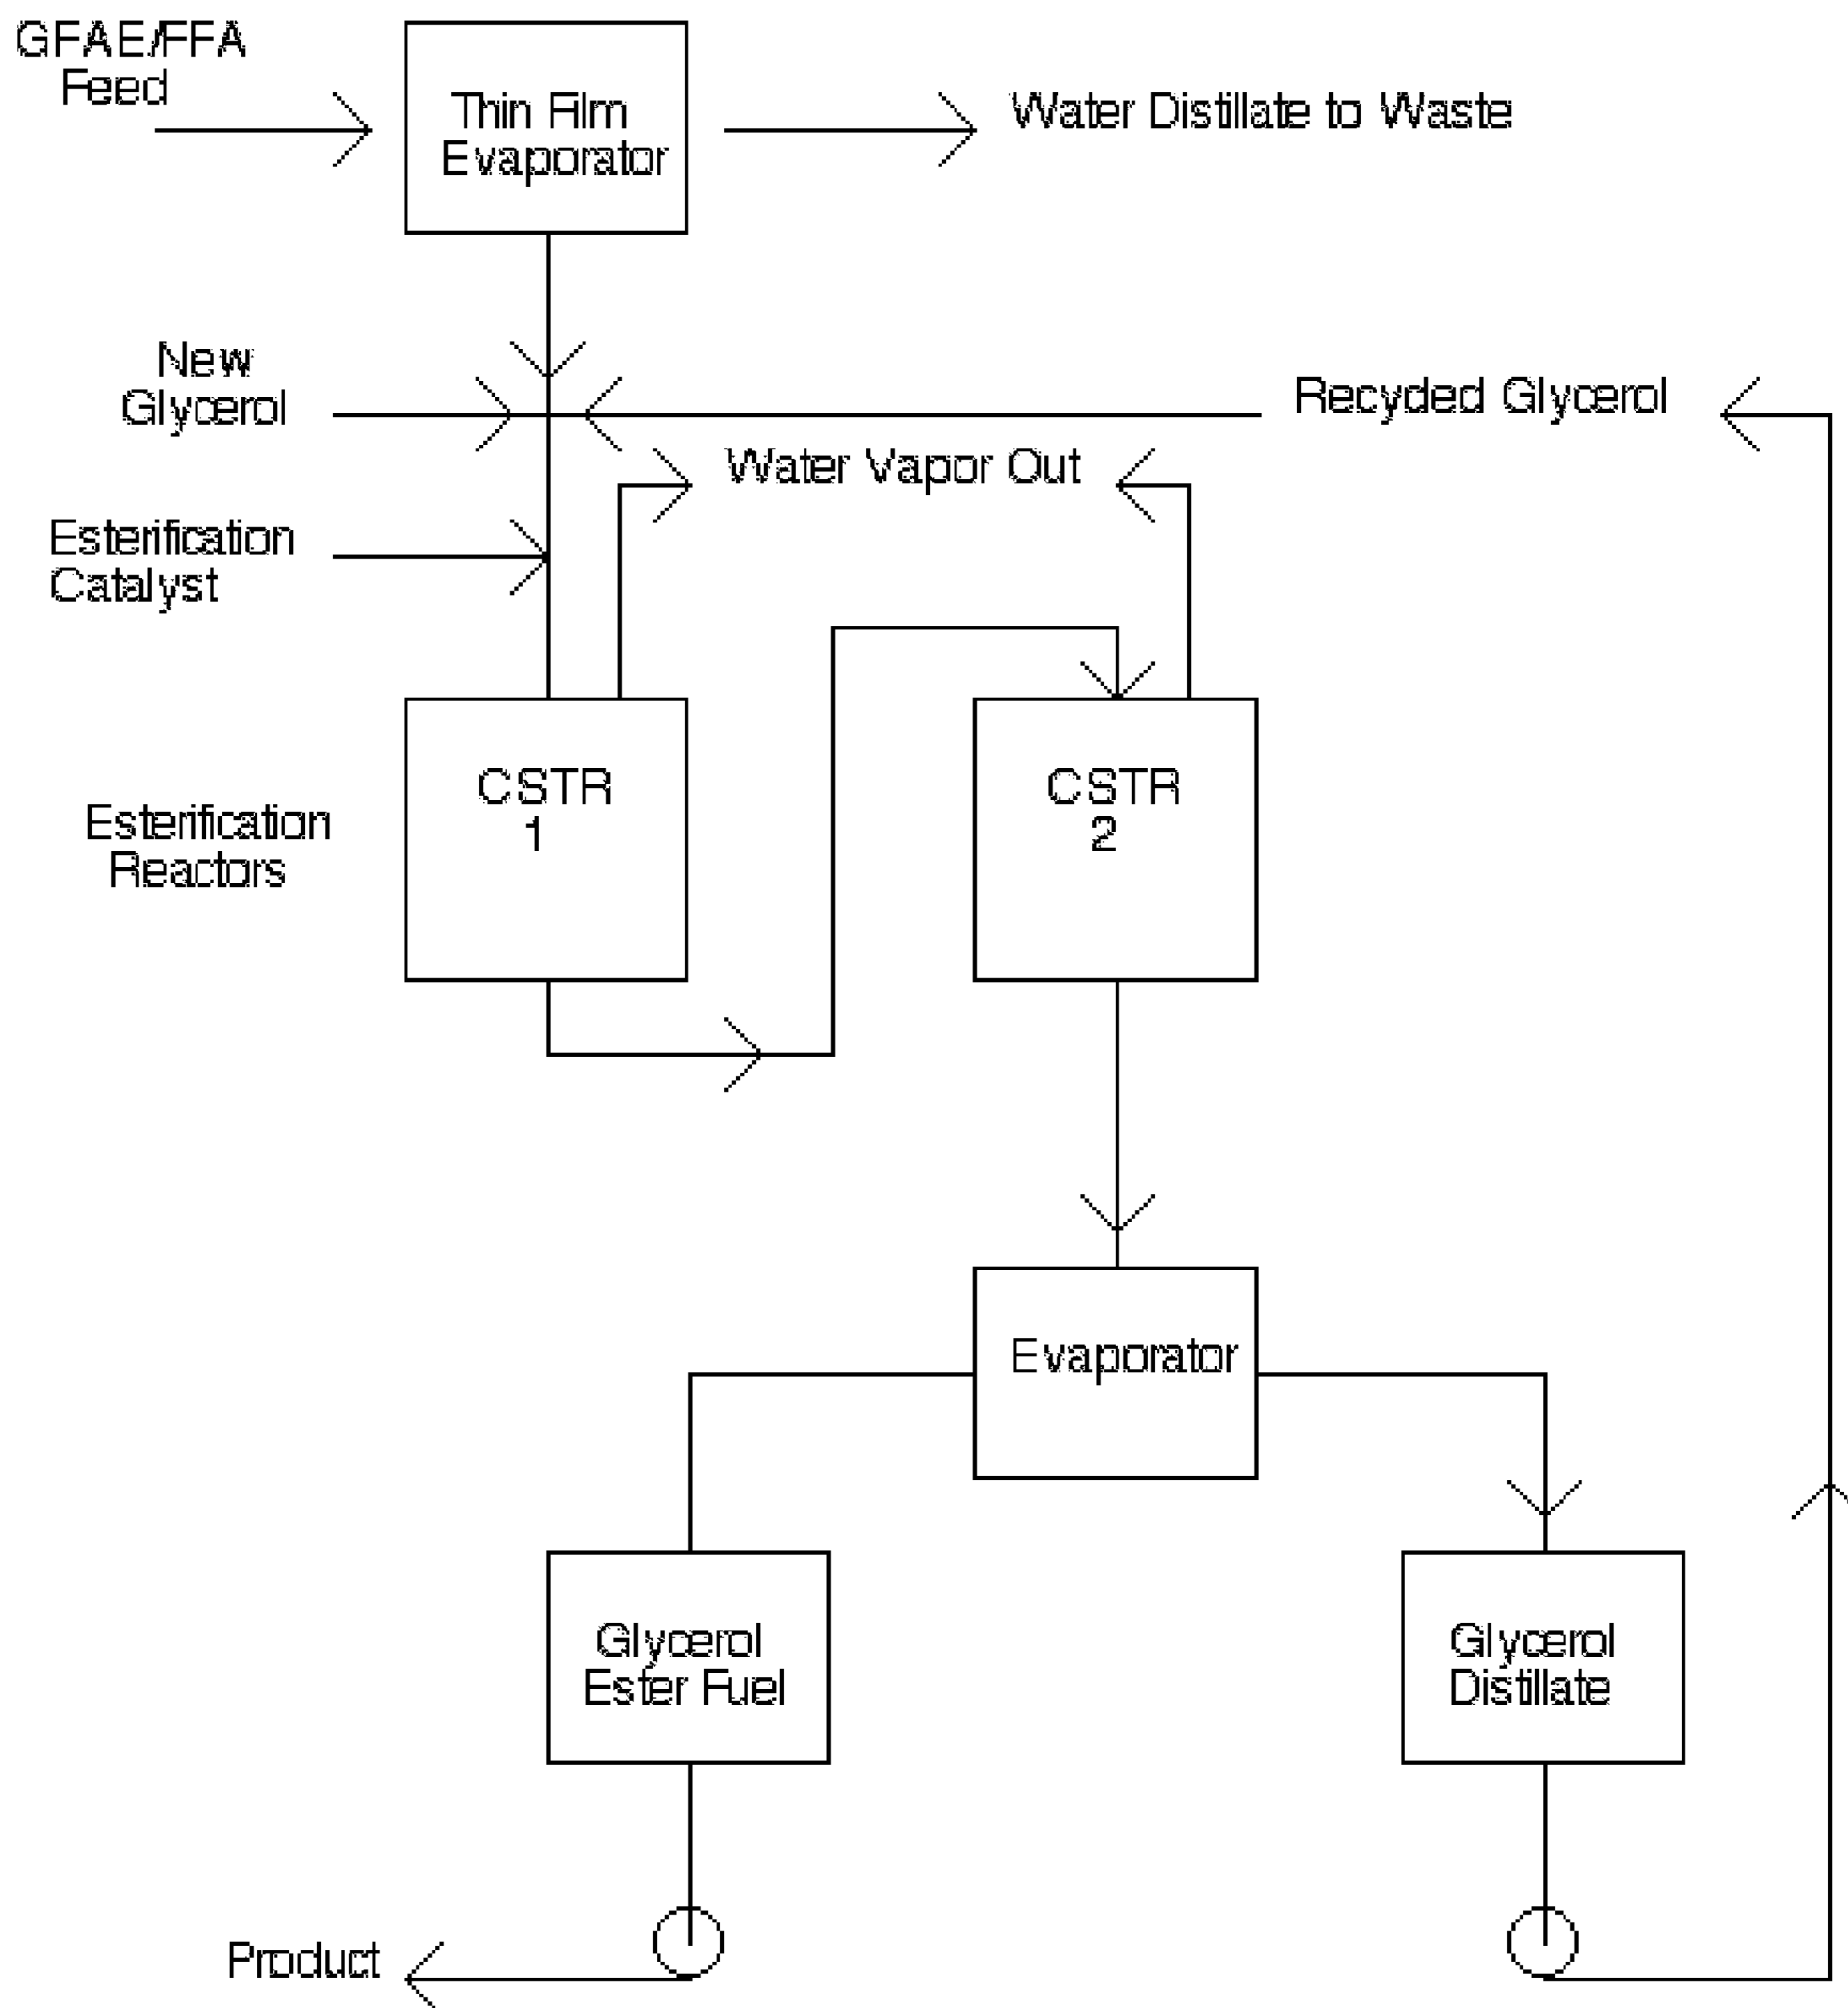 GFAE/FFA
Feed
Thin Film
Evaporator
Water Distillate to Waste
New
Glycerol
Recycled Glycerol
Water Vapor Out
Esterification
Catalyst
CSTR
1
CSTR
2
Esterification
Reactors
Evaporator
Glycerol
Ester Fuel
Glycerol
Distillate
Product